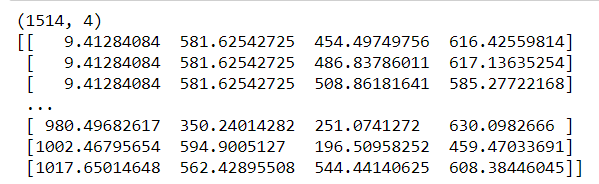 (1514, 4)
[[   9.41284084  581.62542725  454.49749756  616.42559814]
 [   9.41284084  581.62542725  486.83786011  617.13635254]
 [   9.41284084  581.62542725  508.86181641  585.27722168]
 ...
 [ 980.49682617  350.24014282  251.0741272   630.0982666 ]
 [1002.46795654  594.9005127   196.50958252  459.47033691]
 [1017.65014648  562.42895508  544.44140625  608.38446045]]